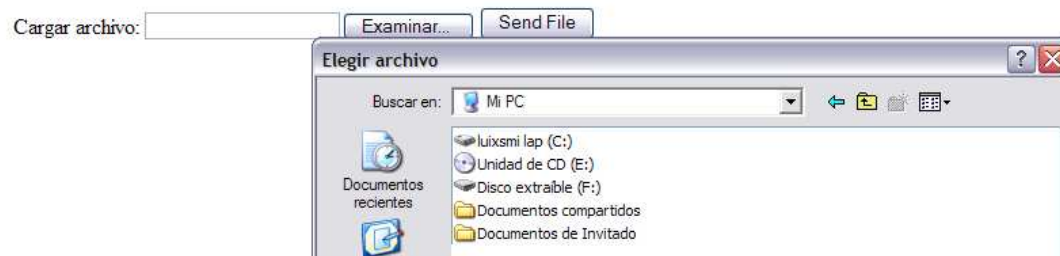 Cargar archivo: Examinar... Send File
Elegir archivo
Buscar en: Mi PC
luixsmi lap (C:)
Unidad de CD (E:)
Disco extraíble (F:)
Documentos compartidos
Documentos de Invitado
Documentos
recientes